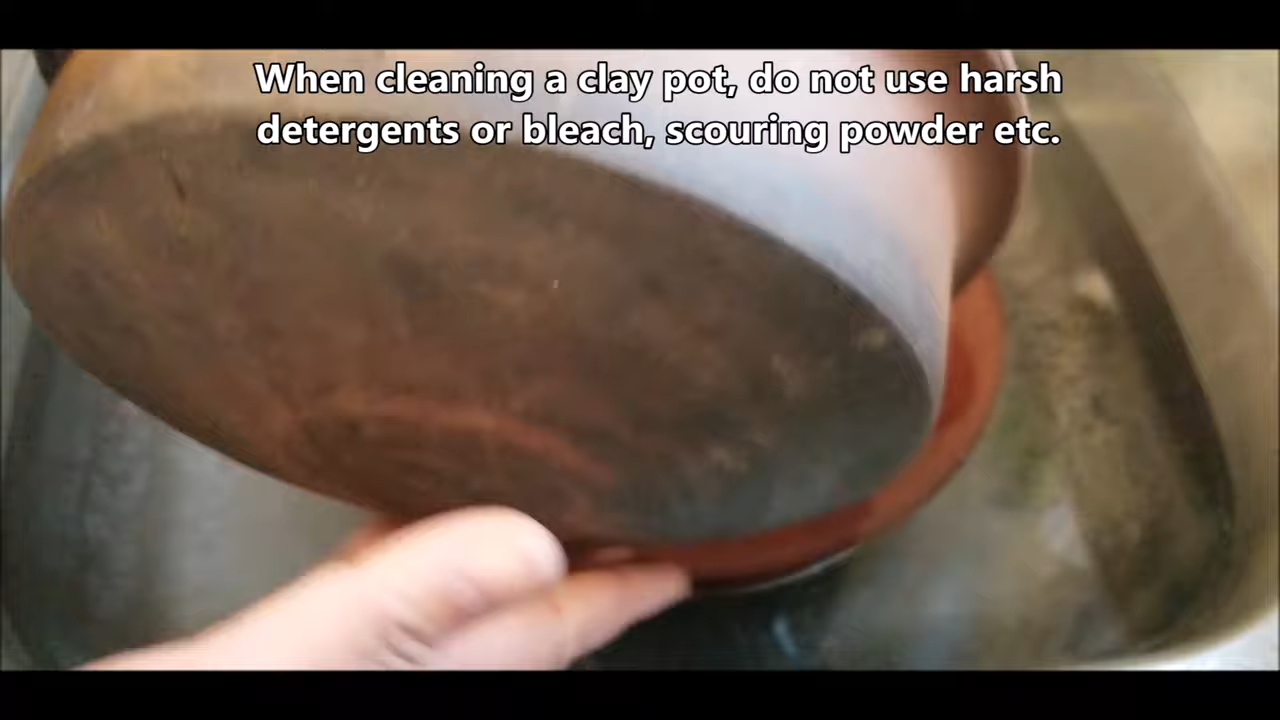 When cleaning a clay pot, do not use harsh
detergents or bleach, scouring powder etc.